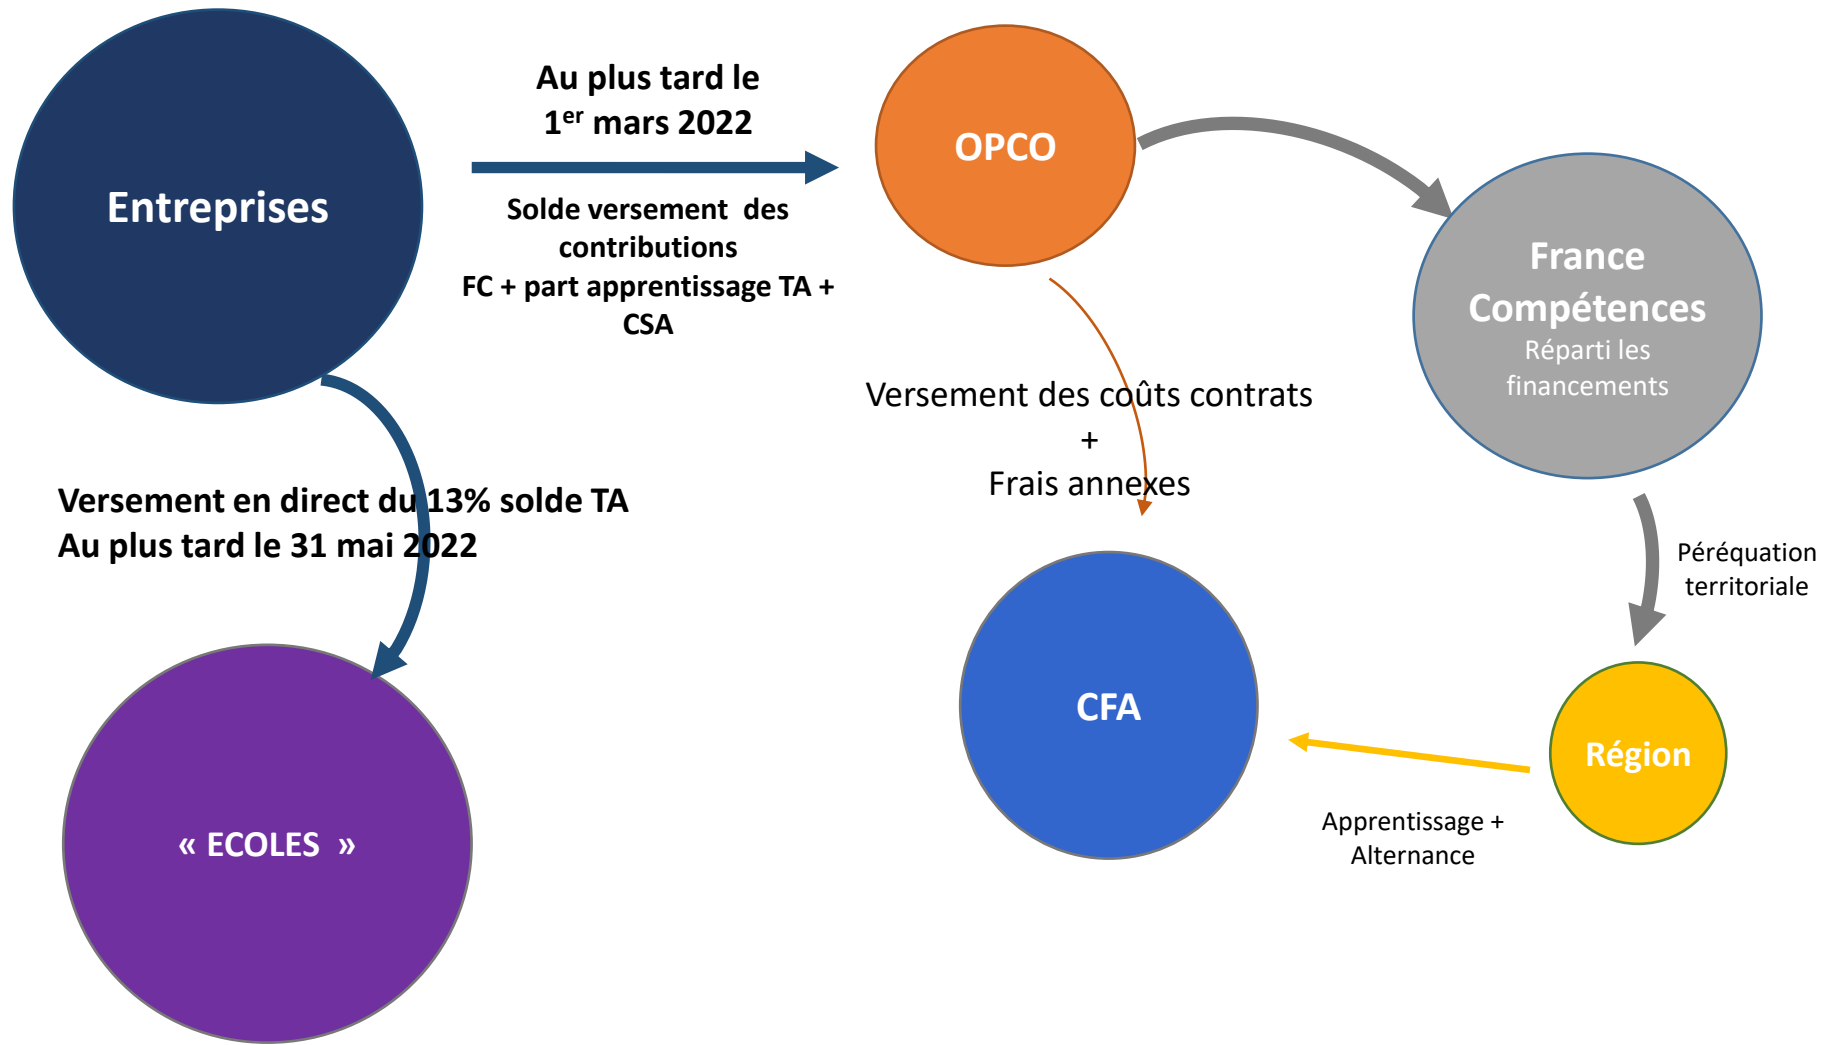 Entreprises
Au plus tard le
1er mars 2022
Solde versement  des
contributions
FC + part apprentissage TA +
CSA
OPCO
France
Compétences
Réparti les
financements
Versement des coûts contrats
+
Frais annexes
Versement en direct du 13% solde TA
Au plus tard le 31 mai 2022
Péréquation
territoriale
CFA
Région
Apprentissage +
Alternance
« ECOLES  »